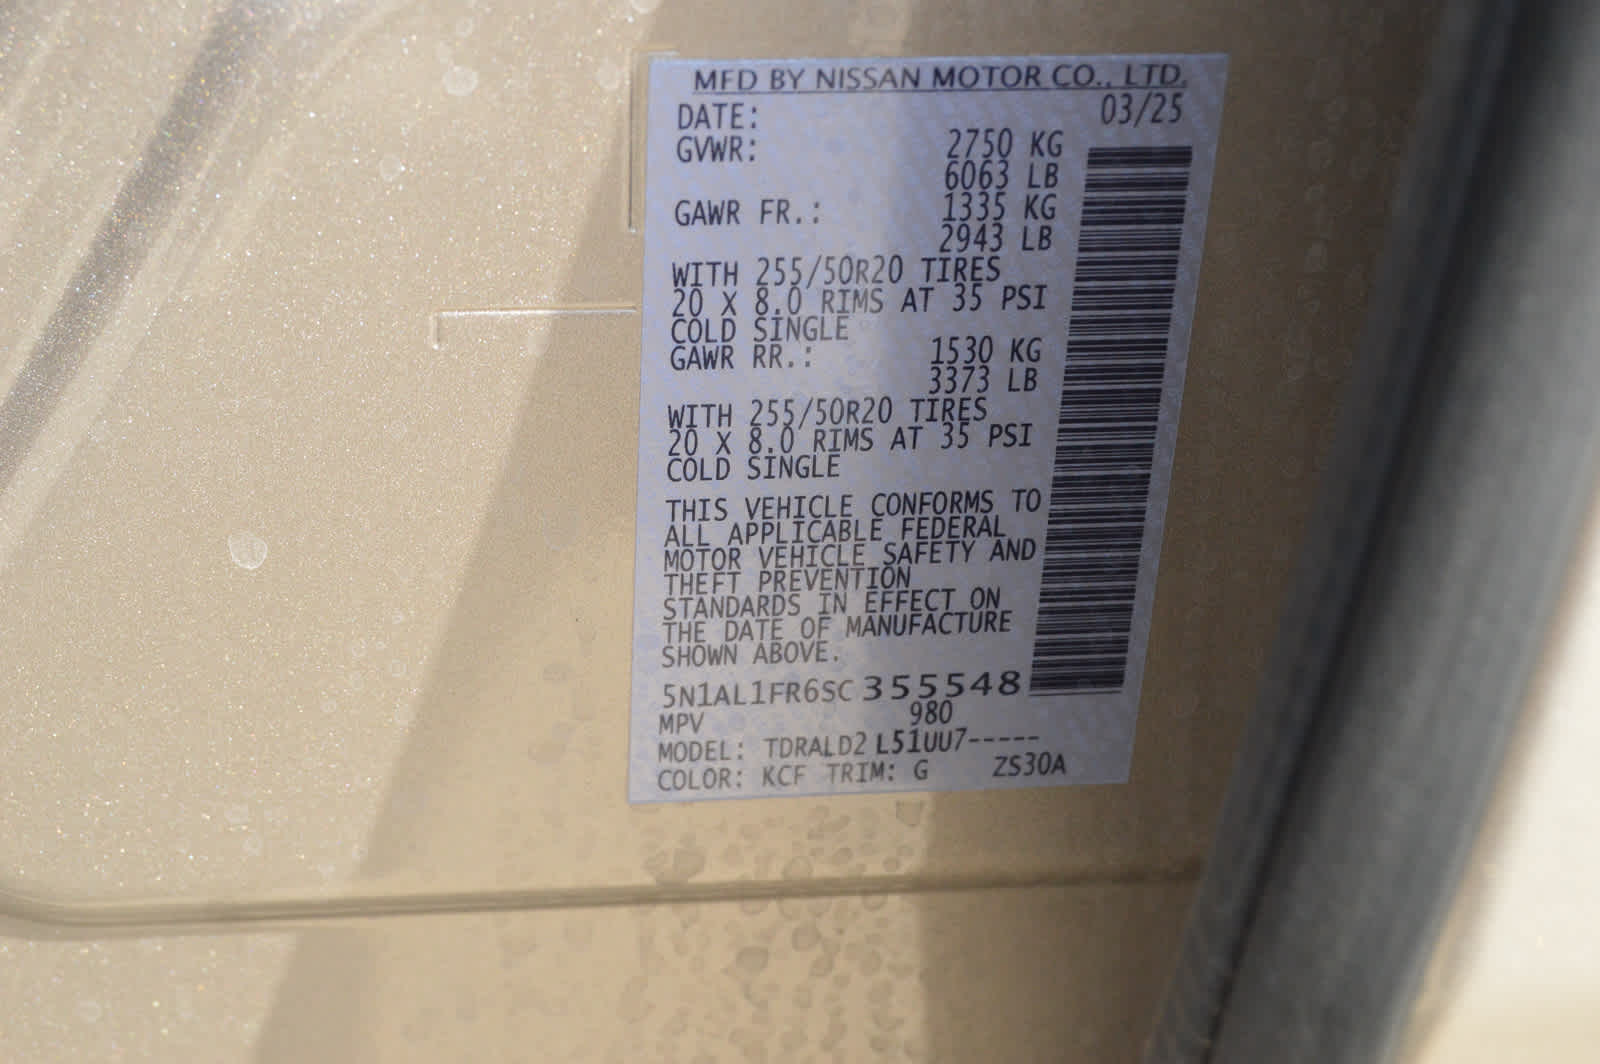 MFD BY NISSAN MOTOR CO., LTD.
DATE: 03/25
GVWR: 2750 KG
6063 LB
GAWR FR.: 1335 KG
2943 LB
WITH 255/50R20 TIRES
20 X 8.0 RIMS AT 35 PSI
COLD SINGLE
GAWR RR.: 1530 KG
3373 LB
WITH 255/50R20 TIRES
20 X 8.0 RIMS AT 35 PSI
COLD SINGLE
THIS VEHICLE CONFORMS TO
ALL APPLICABLE FEDERAL
MOTOR VEHICLE SAFETY AND
THEFT PREVENTION
STANDARDS IN EFFECT ON
THE DATE OF MANUFACTURE
SHOWN ABOVE.
5N1AL1FR6SC355548
MPV 980
MODEL: TDRALD2 L51UU7-----
COLOR: KCF TRIM: G ZS30A